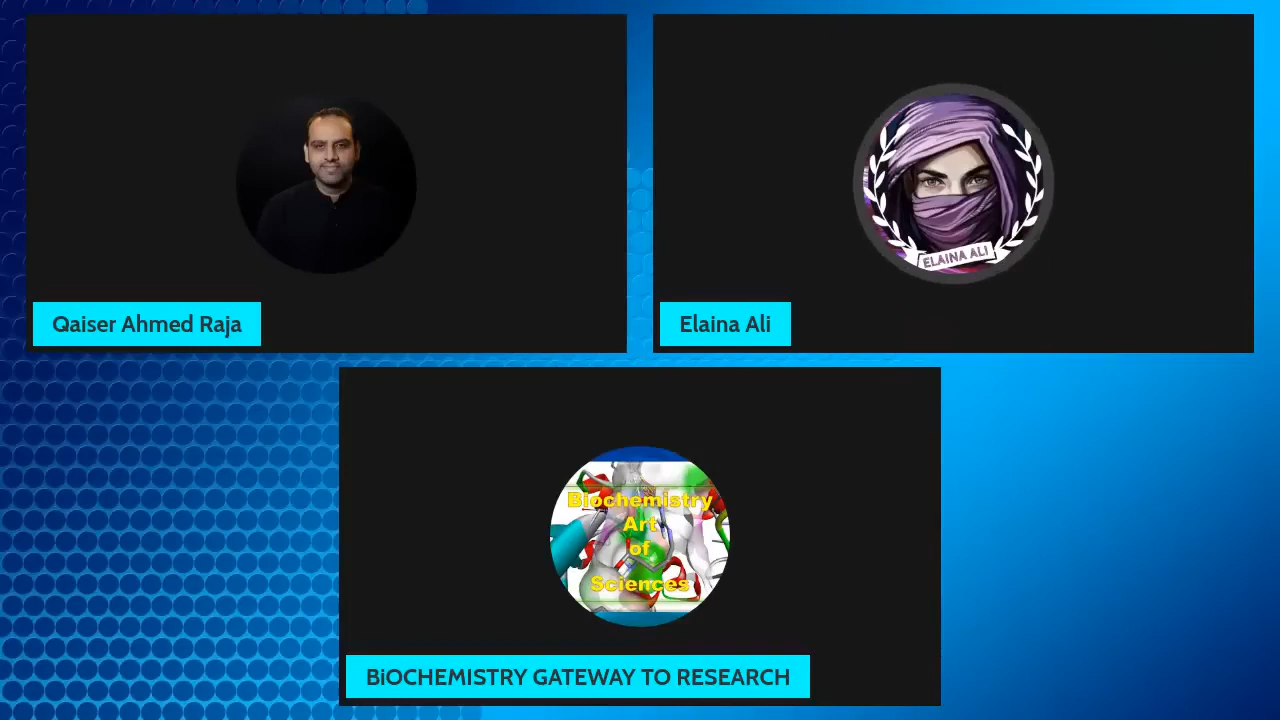 ELAINA ALI
Qaiser Ahmed Raja
Elaina Ali
Biochemistry
Art
of
Sciences
BiOCHEMISTRY GATEWAY TO RESEARCH